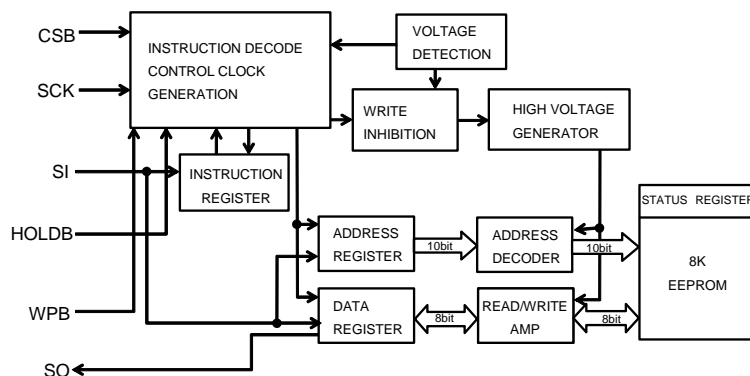 CSB
SCK
SI
HOLDB
WPB
SO
INSTRUCTION DECODE
CONTROL CLOCK
GENERATION
VOLTAGE
DETECTION
WRITE
INHIBITION
HIGH VOLTAGE
GENERATOR
INSTRUCTION
REGISTER
ADDRESS
REGISTER
10bit
ADDRESS
DECODER
10bit
STATUS REGISTER
8K
EEPROM
DATA
REGISTER
8bit
READ/WRITE
AMP
8bit